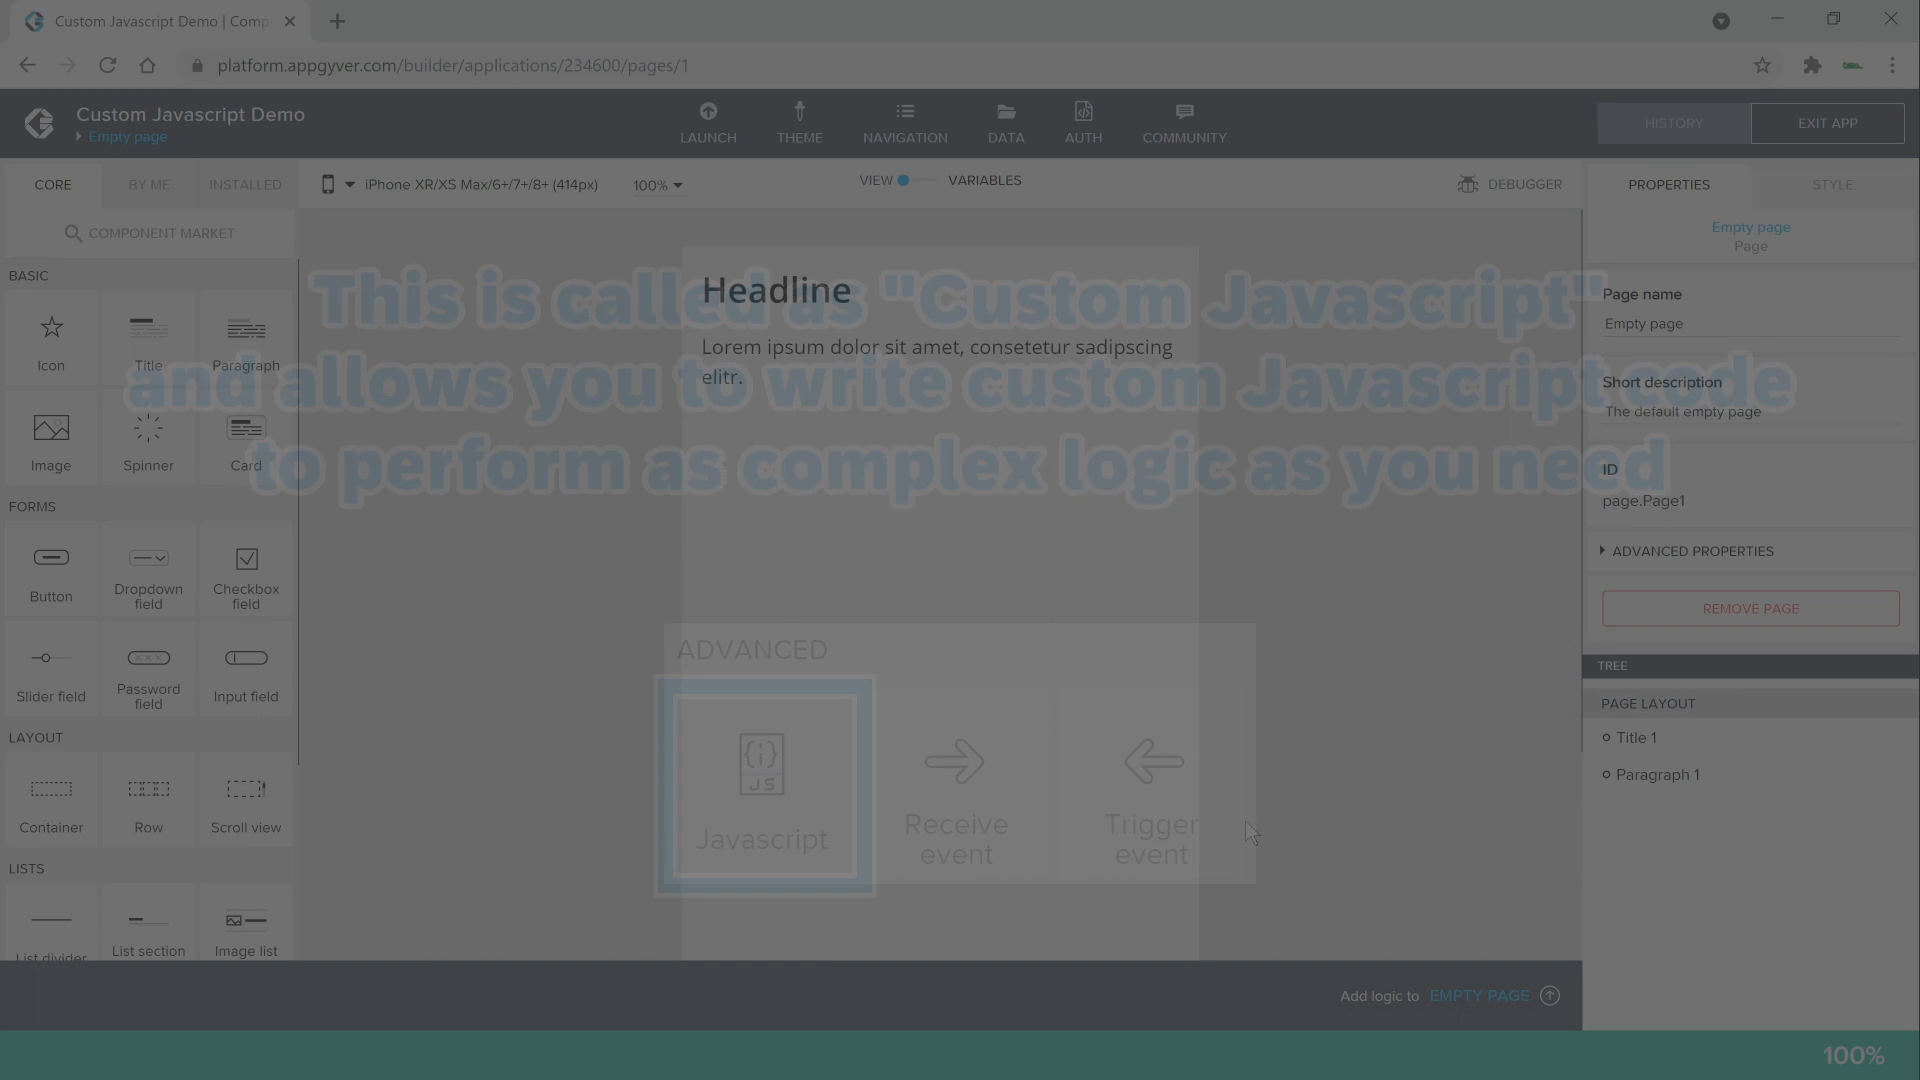 Custom Javascript Demo | Comp
platform.appgyver.com/builder/applications/234600/pages/1
Custom Javascript Demo
Empty page
LAUNCH
THEME
NAVIGATION
DATA
AUTH
COMMUNITY
HISTORY
EXIT APP
CORE
BY ME
INSTALLED
iPhone XR/XS Max/6+/7+/8+ (414px)
100%
VIEW
VARIABLES
DEBUGGER
PROPERTIES
STYLE
COMPONENT MARKET
Empty page
Page
BASIC
Icon
Title
Paragraph
Image
Spinner
Card
FORMS
Button
Dropdown
field
Checkbox
field
Slider field
Password
field
Input field
LAYOUT
Container
Row
Scroll view
LISTS
List divider
List section
Image list
Headline
Lorem ipsum dolor sit amet, consetetur sadipscing
elitr.
This is called as "Custom Javascript"
and allows you to write custom Javascript code
to perform as complex logic as you need
ADVANCED
JS
Javascript
Receive
event
Trigger
event
Page name
Empty page
Short description
The default empty page
ID
page.Page1
ADVANCED PROPERTIES
REMOVE PAGE
TREE
PAGE LAYOUT
Title 1
Paragraph 1
Add logic to EMPTY PAGE
100%